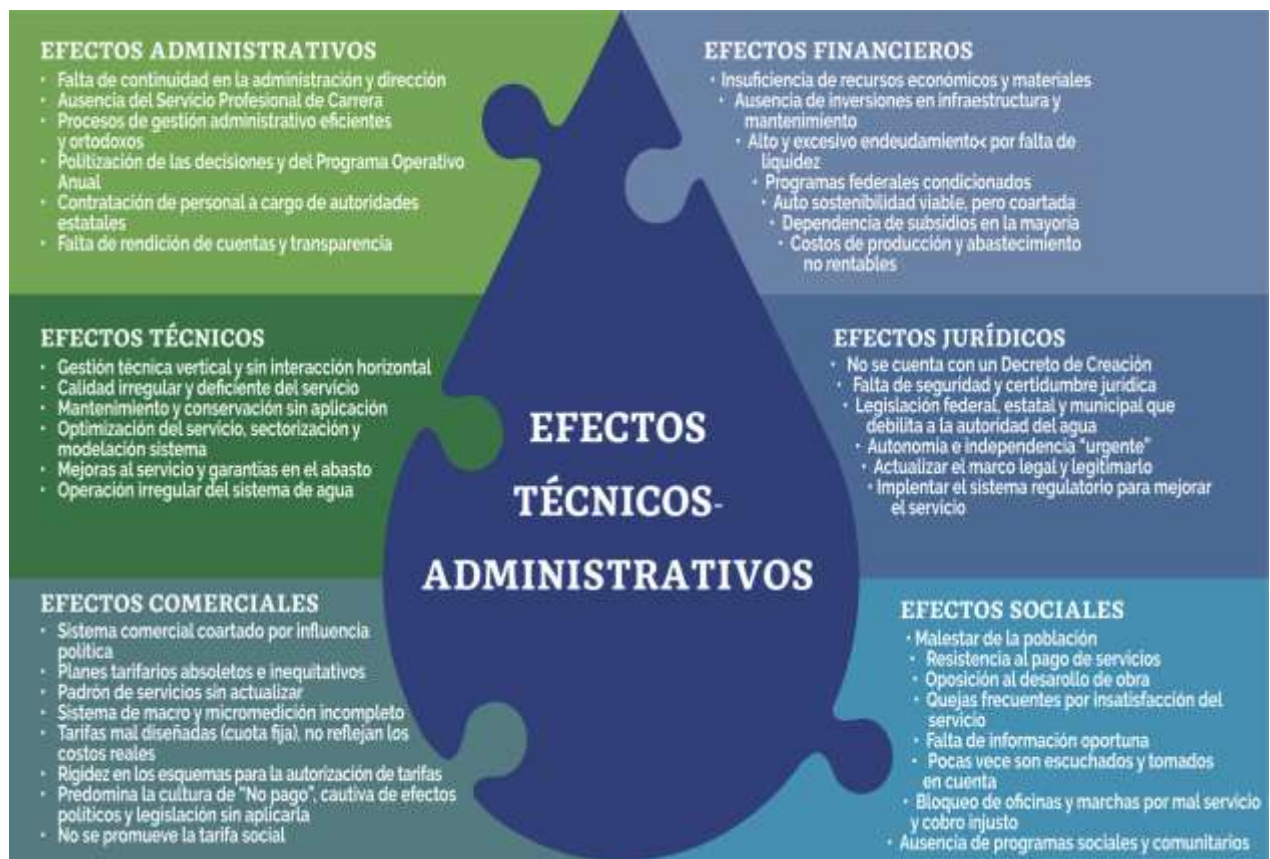 EFECTOS ADMINISTRATIVOS
• Falta de continuidad en la administración y dirección
• Ausencia del Servicio Profesional de Carrera
• Procesos de gestión administrativo eficientes
y ortodoxos
• Politización de las decisiones y del Programa Operativo
Anual
• Contratación de personal a cargo de autoridades
estatales
• Falta de rendición de cuentas y transparencia
EFECTOS FINANCIEROS
• Insuficiencia de recursos económicos y materiales
• Ausencia de inversiones en infraestructura y
mantenimiento
• Alto y excesivo endeudamiento< por falta de
liquidez
• Programas federales condicionados
• Auto sostenibilidad viable, pero coartada
• Dependencia de subsidios en la mayoría
• Costos de producción y abastecimiento
no rentables
EFECTOS TÉCNICOS
• Gestión técnica vertical y sin interacción horizontal
• Calidad irregular y deficiente del servicio
• Mantenimiento y conservación sin aplicación
• Optimización del servicio, sectorización y
modelación sistema
• Mejoras al servicio y garantías en el abasto
• Operación irregular del sistema de agua
EFECTOS JURÍDICOS
• No se cuenta con un Decreto de Creación
• Falta de seguridad y certidumbre jurídica
• Legislación federal, estatal y municipal que
debilita a la autoridad del agua
• Autonomía e independencia "urgente"
• Actualizar el marco legal y legitimarlo
• Implentar el sistema regulatorio para mejorar
el servicio
EFECTOS
TÉCNICOS-
ADMINISTRATIVOS
EFECTOS COMERCIALES
• Sistema comercial coartado por influencia
política
• Planes tarifarios absoletos e inequitativos
• Padrón de servicios sin actualizar
• Sistema de macro y micromedición incompleto
• Tarifas mal diseñadas (cuota fija), no reflejan los
costos reales
• Rigidez en los esquemas para la autorización de tarifas
• Predomina la cultura de "No pago", cautiva de efectos
políticos y legislación sin aplicarla
• No se promueve la tarifa social
EFECTOS SOCIALES
• Malestar de la población
• Resistencia al pago de servicios
• Oposición al desarollo de obra
• Quejas frecuentes por insatisfacción del
servicio
• Falta de información oportuna
• Pocas vece son escuchados y tomados
en cuenta
• Bloqueo de oficinas y marchas por mal servicio
y cobro injusto
• Ausencia de programas sociales y comunitarios